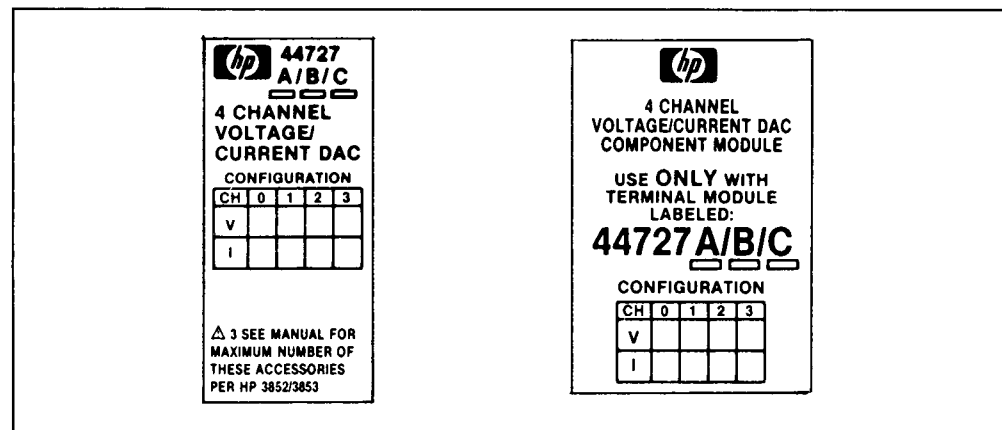 hp 44727
A/B/C
4 CHANNEL
VOLTAGE/
CURRENT DAC
CONFIGURATION
CH 0 1 2 3
V
I
⚠ 3 SEE MANUAL FOR
MAXIMUM NUMBER OF
THESE ACCESSORIES
PER HP 3852/3853
hp
4 CHANNEL
VOLTAGE/CURRENT DAC
COMPONENT MODULE
USE ONLY WITH
TERMINAL MODULE
LABELED:
44727A/B/C
CONFIGURATION
CH 0 1 2 3
V
I